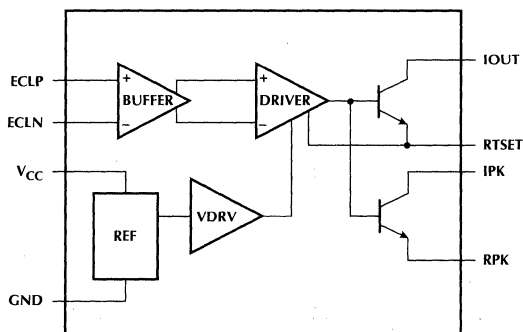 ECLP
ECLN
VCC
GND
+
BUFFER
−
+
DRIVER
−
REF
VDRV
IOUT
RTSET
IPK
RPK